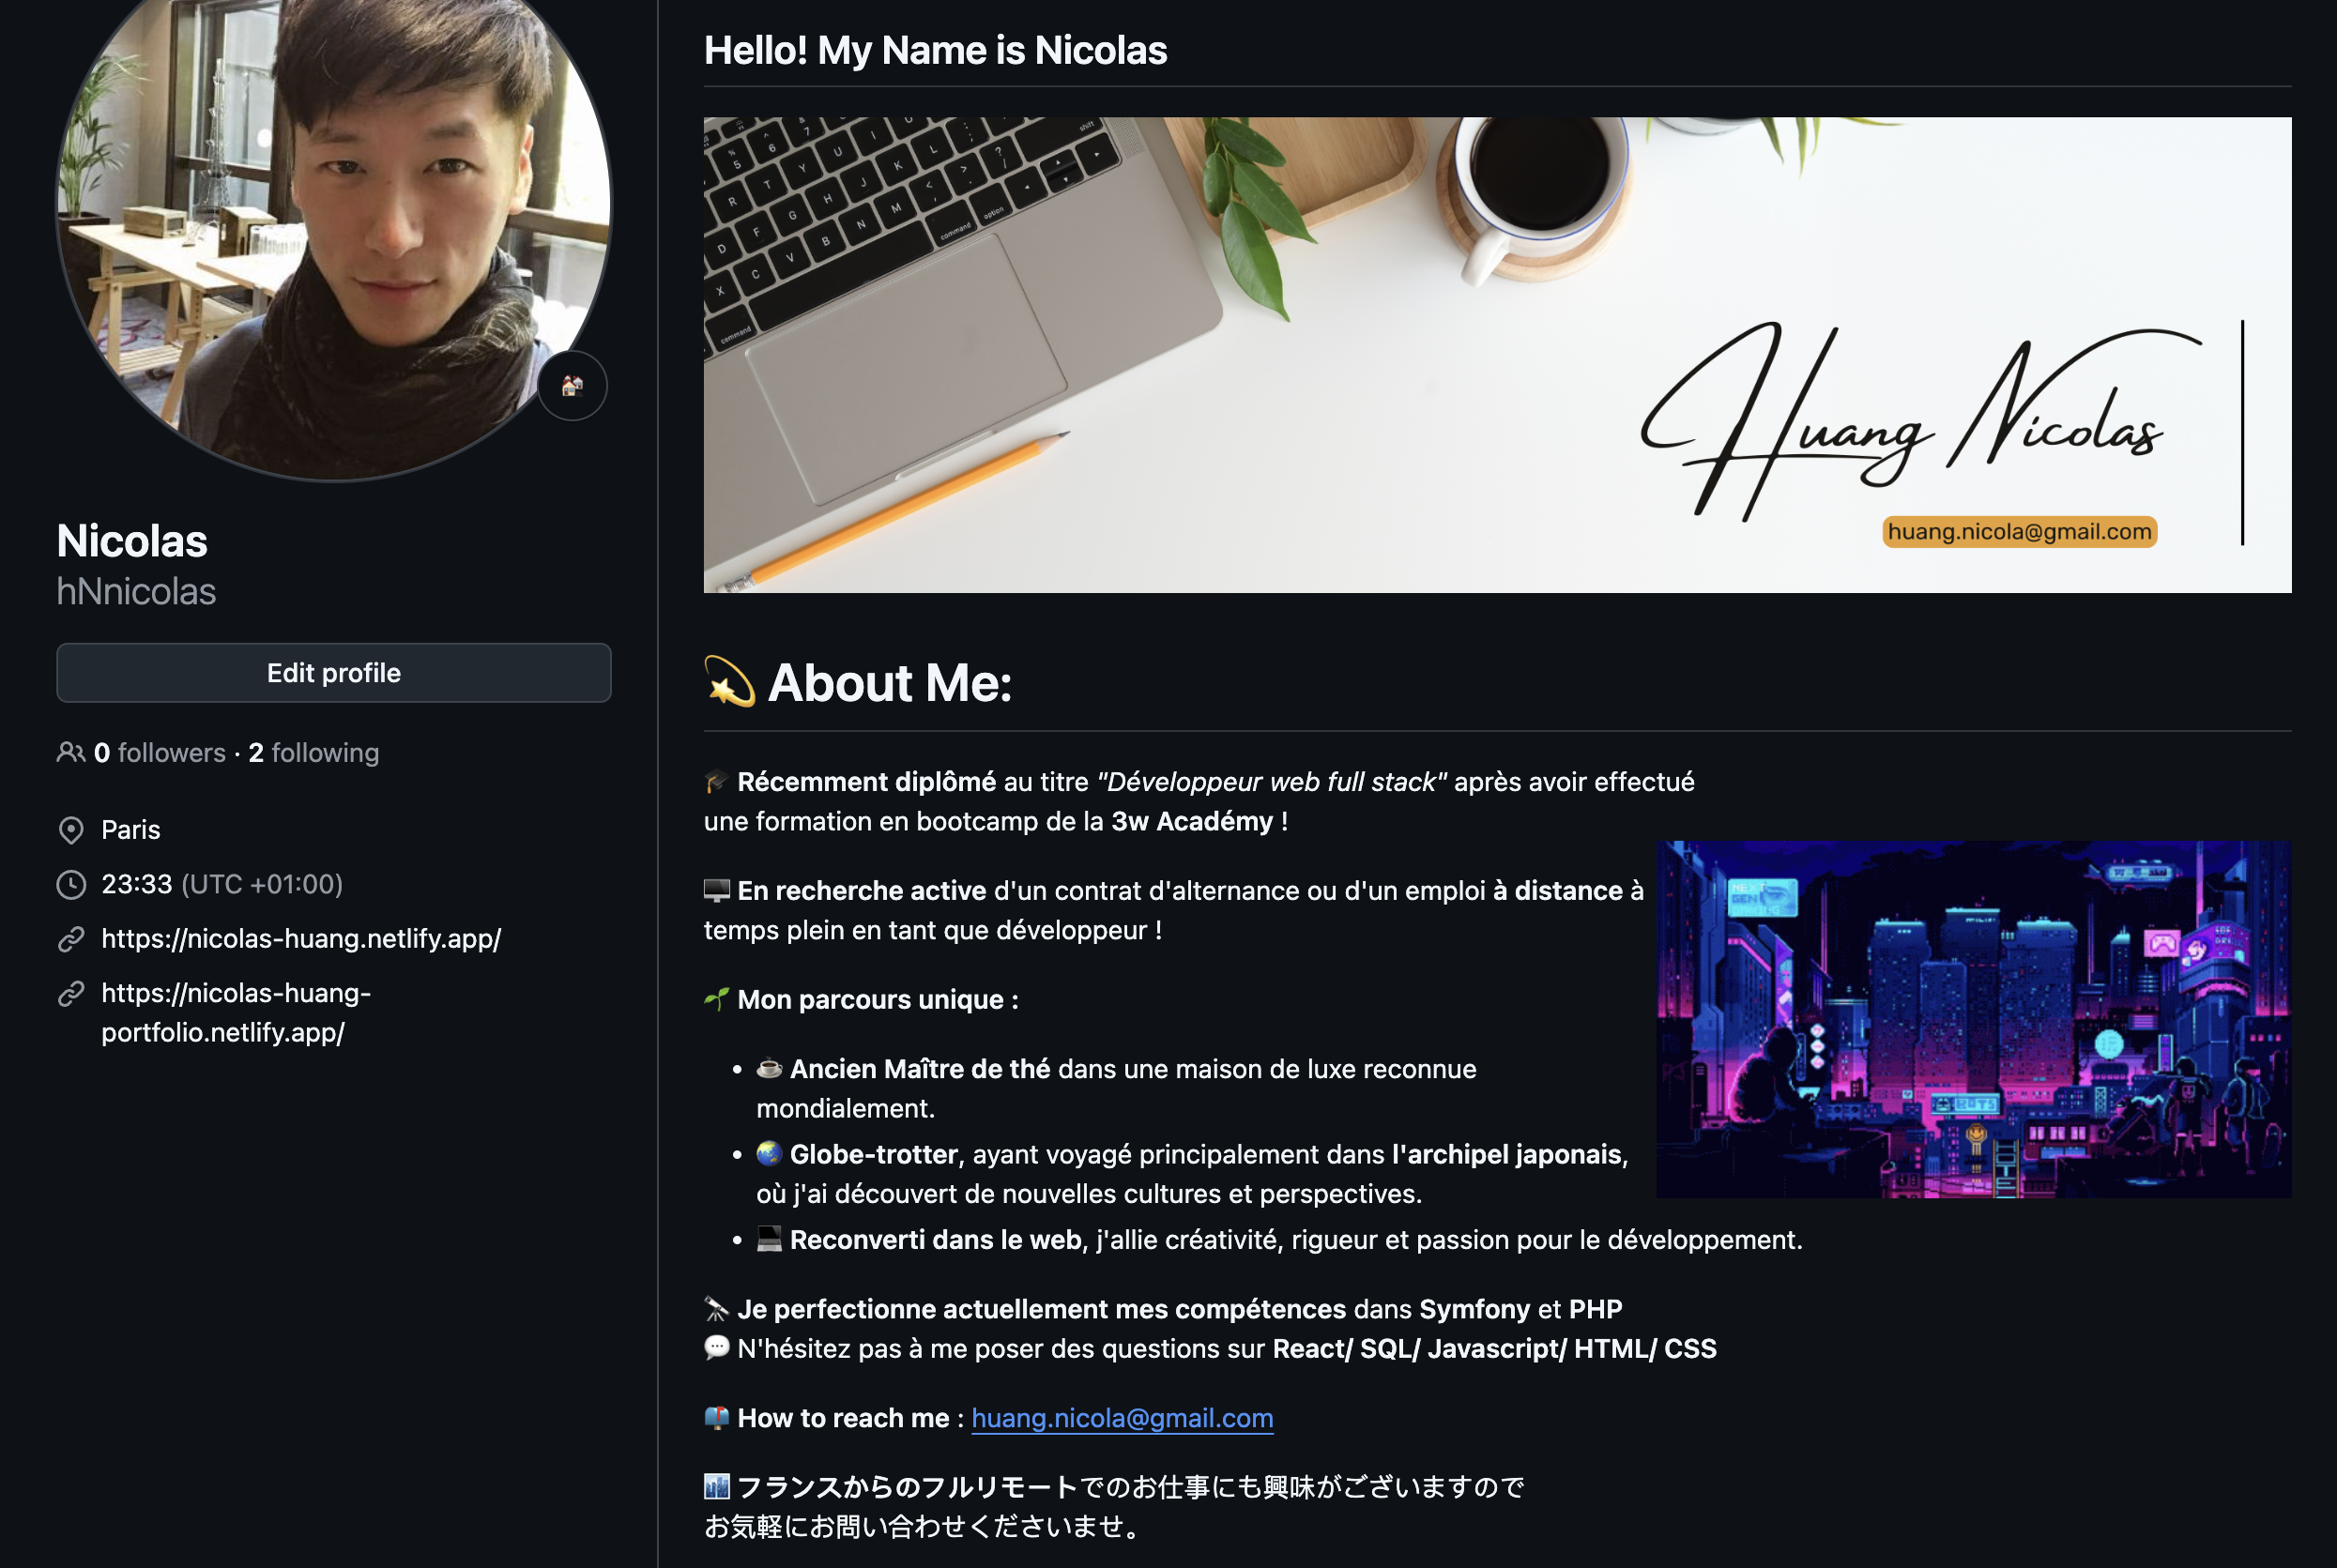 Nicolas
hNnicolas
Edit profile
0 followers · 2 following
Paris
23:33 (UTC +01:00)
https://nicolas-huang.netlify.app/
https://nicolas-huang-
portfolio.netlify.app/
Hello! My Name is Nicolas
Huang Nicolas
huang.nicola@gmail.com
💫 About Me:
🎓 Récemment diplômé au titre "Développeur web full stack" après avoir effectué
une formation en bootcamp de la 3w Académy !
🖥️ En recherche active d'un contrat d'alternance ou d'un emploi à distance à
temps plein en tant que développeur !
🌱 Mon parcours unique :
• ☕ Ancien Maître de thé dans une maison de luxe reconnue
mondialement.
• 🌏 Globe-trotter, ayant voyagé principalement dans l'archipel japonais,
où j'ai découvert de nouvelles cultures et perspectives.
• 💻 Reconverti dans le web, j'allie créativité, rigueur et passion pour le développement.
🔭 Je perfectionne actuellement mes compétences dans Symfony et PHP
💬 N'hésitez pas à me poser des questions sur React/ SQL/ Javascript/ HTML/ CSS
📫 How to reach me : huang.nicola@gmail.com
🏙️ フランスからのフルリモートでのお仕事にも興味がございますので
お気軽にお問い合わせくださいませ。